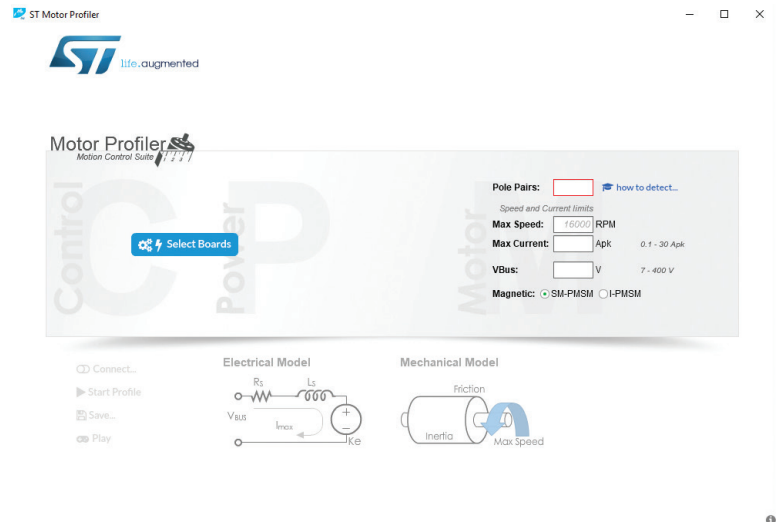 ST Motor Profiler
life.augmented
Motor Profiler
Motion Control Suite
Control
Power
Motor
C P M
Select Boards
Pole Pairs: how to detect...
Speed and Current limits
Max Speed: 16000 RPM
Max Current: Apk 0.1 - 30 Apk
VBus: V 7 - 400 V
Magnetic: SM-PMSM I-PMSM
Connect...
Start Profile
Save...
Play
Electrical Model
Rs Ls
VBUS
Imax
Ke
Mechanical Model
Friction
Inertia
Max Speed